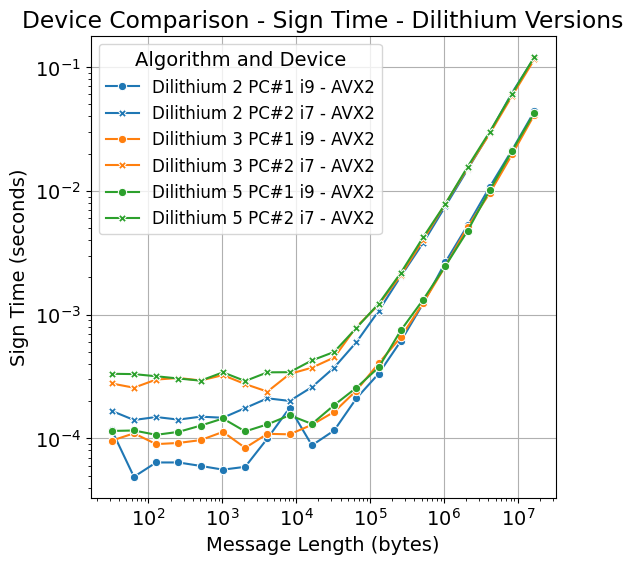 Device Comparison - Sign Time - Dilithium Versions
Algorithm and Device
Dilithium 2 PC#1 i9 - AVX2
Dilithium 2 PC#2 i7 - AVX2
Dilithium 3 PC#1 i9 - AVX2
Dilithium 3 PC#2 i7 - AVX2
Dilithium 5 PC#1 i9 - AVX2
Dilithium 5 PC#2 i7 - AVX2
Sign Time (seconds)
10⁻¹
10⁻²
10⁻³
10⁻⁴
10² 10³ 10⁴ 10⁵ 10⁶ 10⁷
Message Length (bytes)